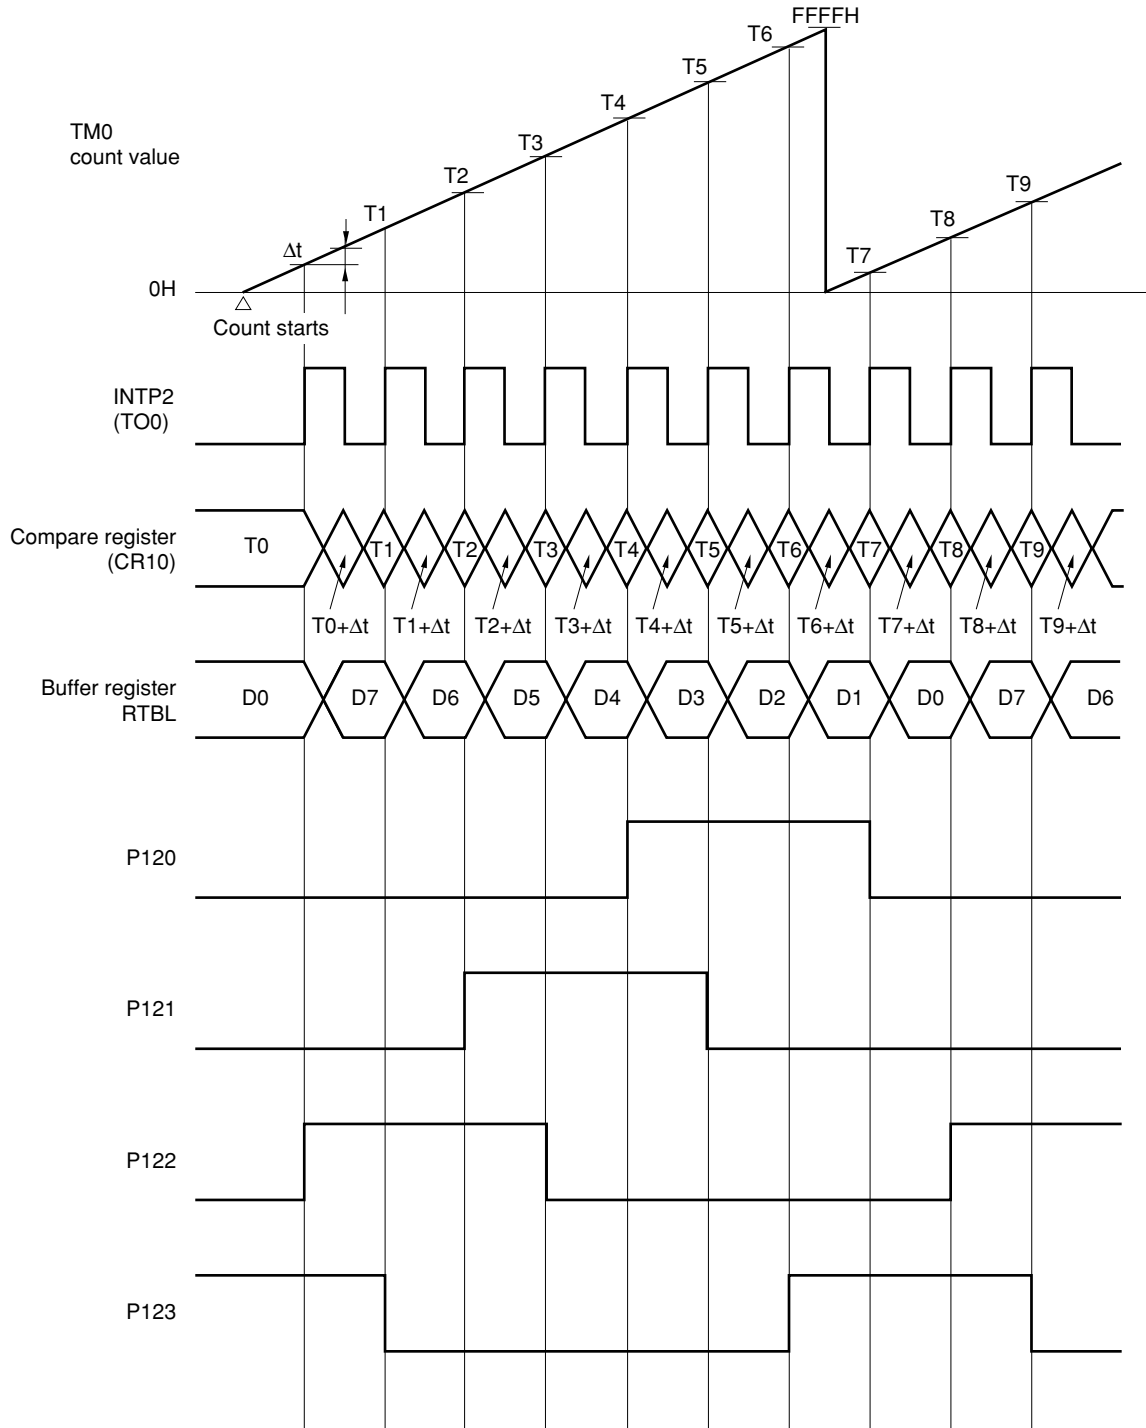 FFFFH
T6
T5
T4
T3
T2
T1
Δt
TM0
count value
T9
T8
T7
0H
Count starts
INTP2
(TO0)
Compare register
(CR10)
T0 T1 T2 T3 T4 T5 T6 T7 T8 T9
T0+Δt T1+Δt T2+Δt T3+Δt T4+Δt T5+Δt T6+Δt T7+Δt T8+Δt T9+Δt
Buffer register
RTBL
D0 D7 D6 D5 D4 D3 D2 D1 D0 D7 D6
P120
P121
P122
P123